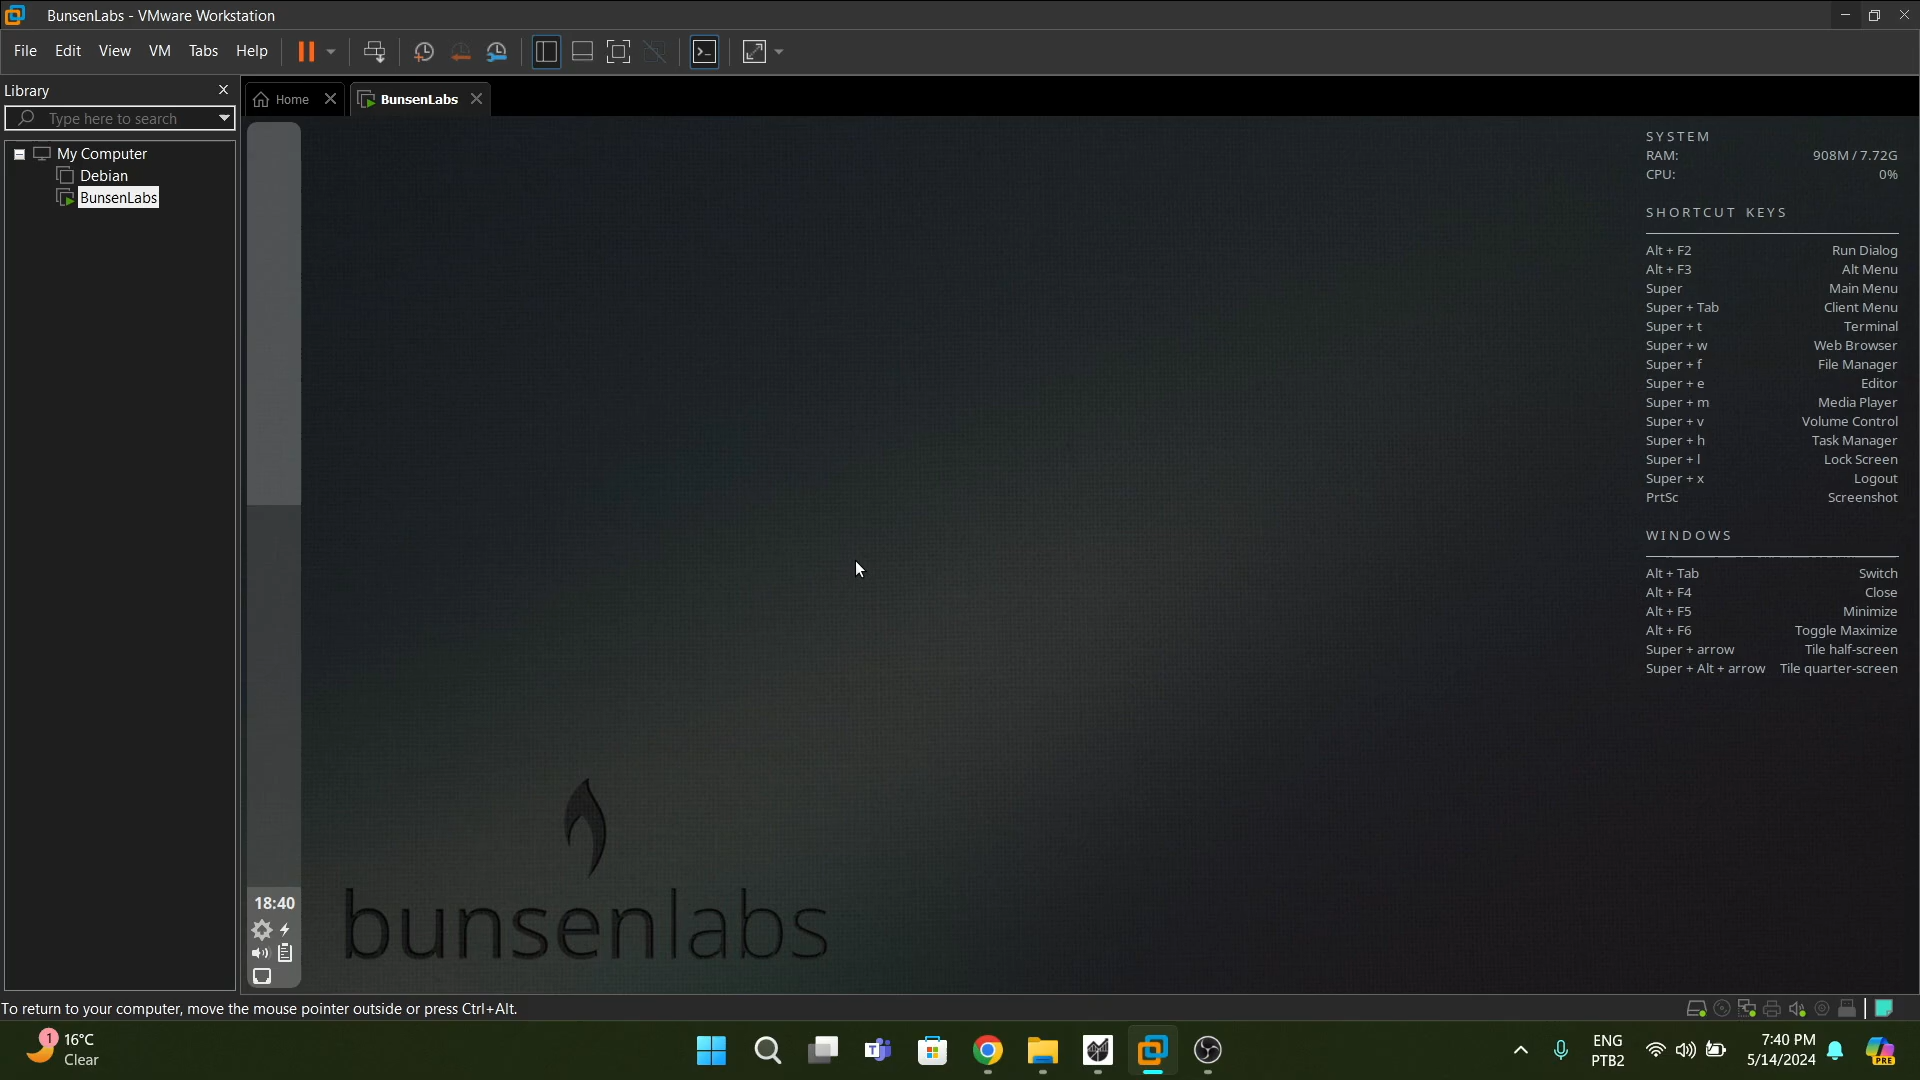 BunsenLabs - VMware Workstation
File Edit View VM Tabs Help
Library
Type here to search
My Computer
Debian
BunsenLabs
Home
BunsenLabs
SYSTEM
RAM: 908M / 7.72G
CPU: 0%
SHORTCUT KEYS
Alt + F2 Run Dialog
Alt + F3 Alt Menu
Super Main Menu
Super + Tab Client Menu
Super + t Terminal
Super + w Web Browser
Super + f File Manager
Super + e Editor
Super + m Media Player
Super + v Volume Control
Super + h Task Manager
Super + l Lock Screen
Super + x Logout
PrtSc Screenshot
WINDOWS
Alt + Tab Switch
Alt + F4 Close
Alt + F5 Minimize
Alt + F6 Toggle Maximize
Super + arrow Tile half-screen
Super + Alt + arrow Tile quarter-screen
18:40
bunsenlabs
To return to your computer, move the mouse pointer outside or press Ctrl+Alt.
1
16°C
Clear
ENG
PTB2
7:40 PM
5/14/2024
PRE